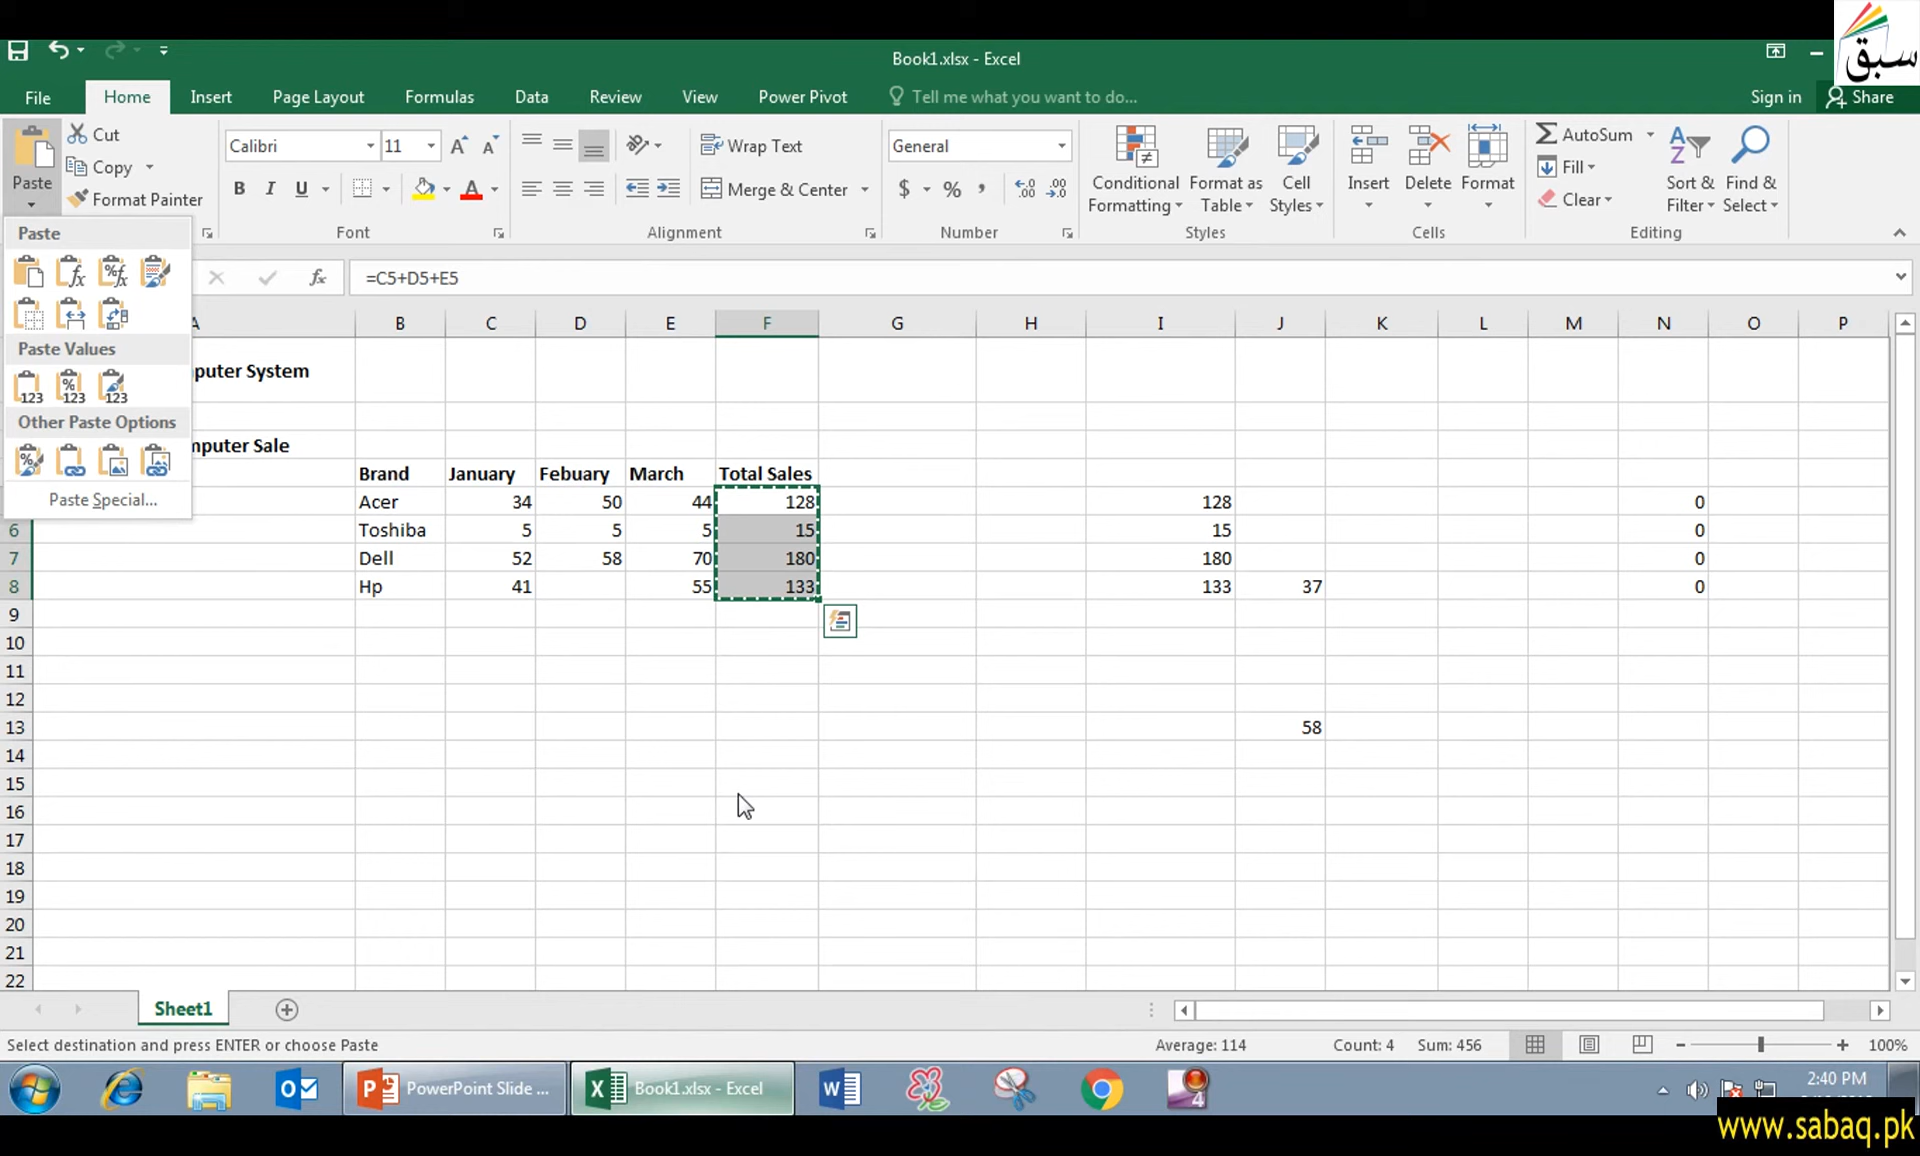 سبق
Book1.xlsx - Excel
File Home Insert Page Layout Formulas Data Review View Power Pivot Tell me what you want to do... Sign in Share
Paste Cut
Copy
Format Painter
Calibri 11
B I U
Font
Wrap Text
Merge & Center
Alignment
General
$ % ,
Number
Conditional Formatting
Format as Table
Cell Styles
Styles
Insert Delete Format
Cells
AutoSum
Fill
Clear
Sort & Filter
Find & Select
Editing
Paste
Paste Values
Other Paste Options
Paste Special...
fx =C5+D5+E5
A B C D E F G H I J K L M N O P
puter System
mputer Sale
Brand January Febuary March Total Sales
Acer 34 50 44 128 128 0
6 Toshiba 5 5 5 15 15 0
7 Dell 52 58 70 180 180 0
8 Hp 41 55 133 133 37 0
9
10
11
12
13 58
14
15
16
17
18
19
20
21
22
Sheet1
Select destination and press ENTER or choose Paste Average: 114 Count: 4 Sum: 456 100%
PowerPoint Slide ... Book1.xlsx - Excel 2:40 PM
www.sabaq.pk